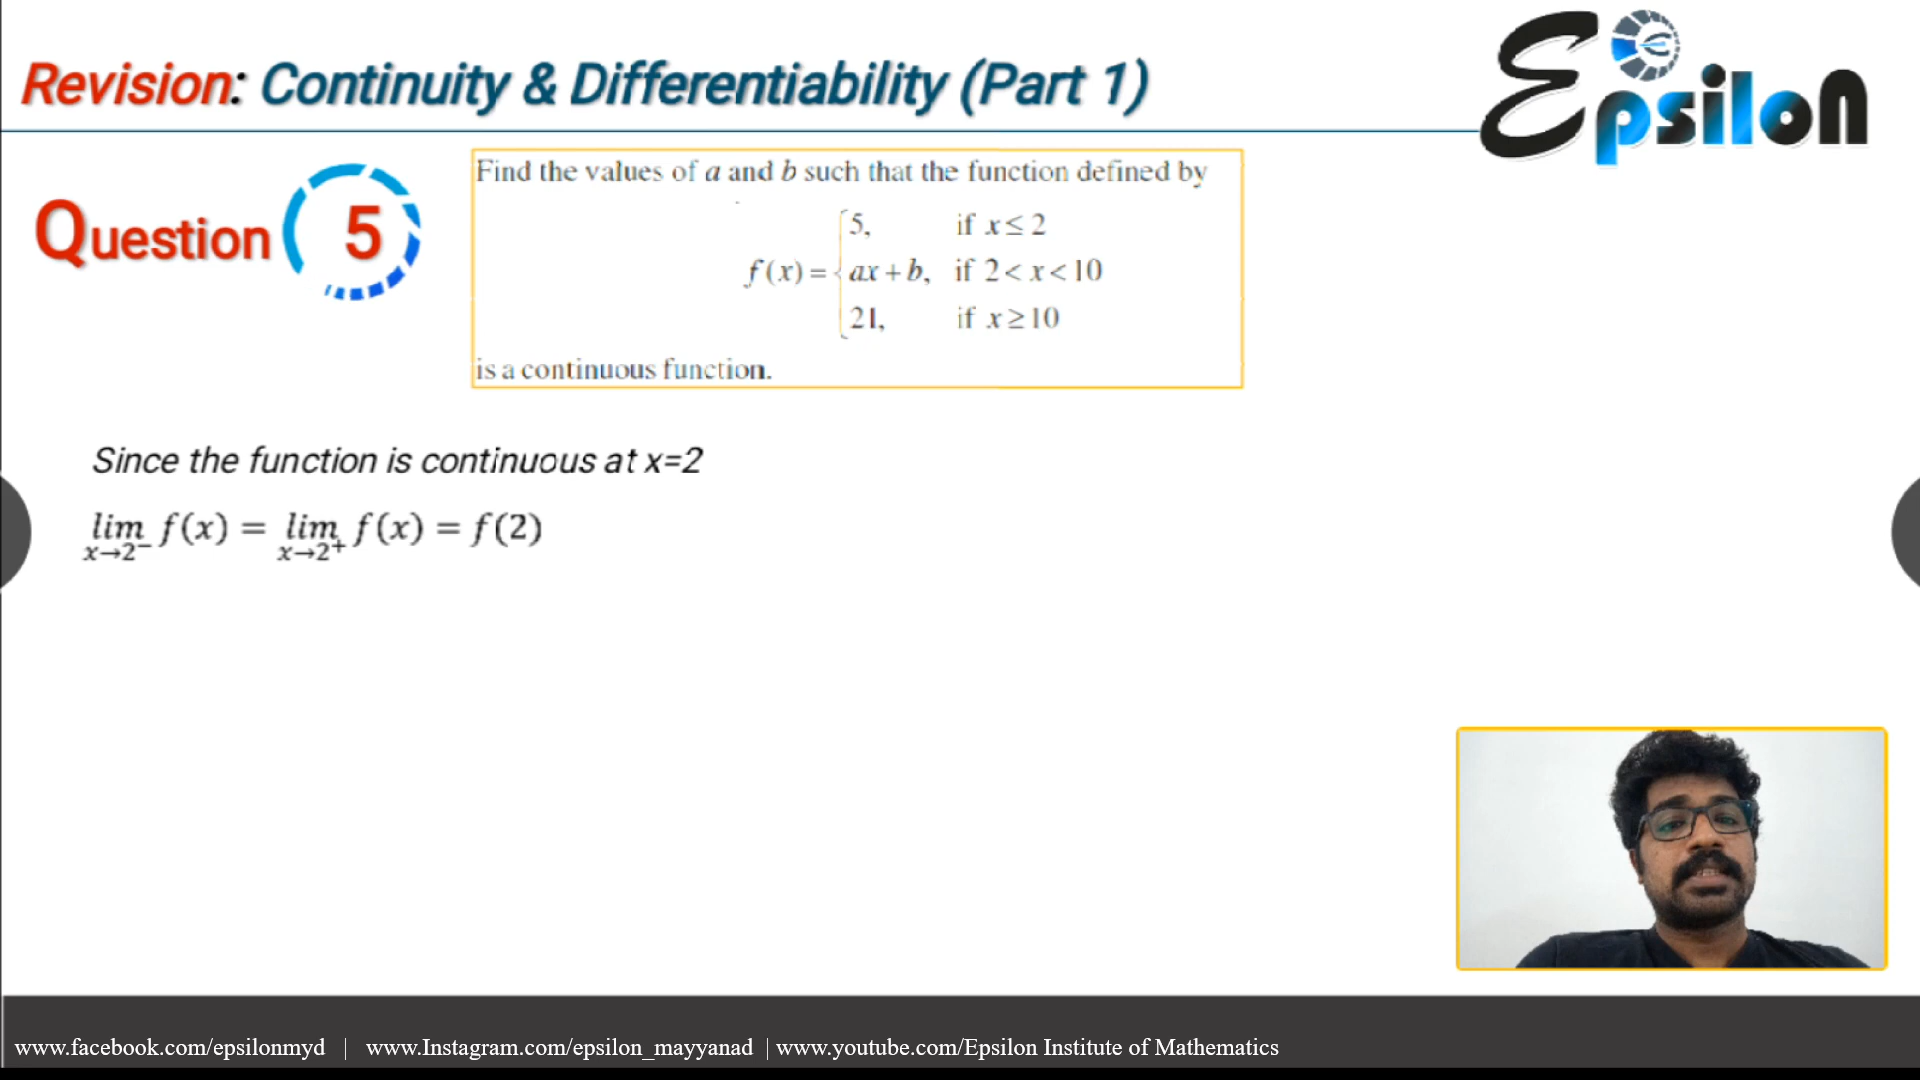 Revision: Continuity & Differentiability (Part 1)
Epsilon
Question 5
Find the values of a and b such that the function defined by
f(x) = { 5, if x ≤ 2
ax + b, if 2 < x < 10
21, if x ≥ 10
is a continuous function.
Since the function is continuous at x=2
lim x→2⁻ f(x) = lim x→2⁺ f(x) = f(2)
www.facebook.com/epsilonmyd | www.Instagram.com/epsilon_mayyanad | www.youtube.com/Epsilon Institute of Mathematics